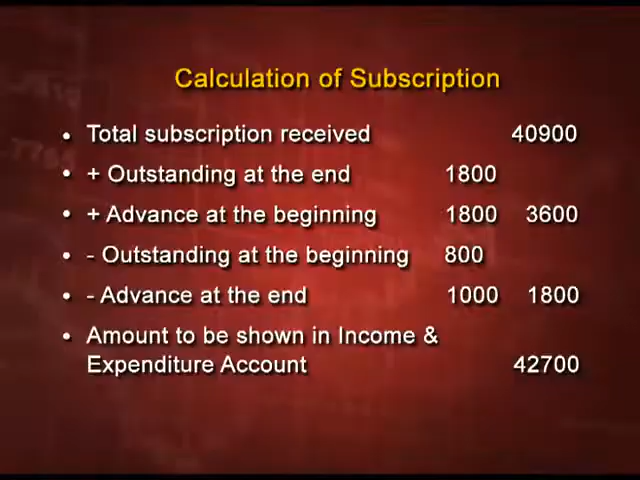 Calculation of Subscription
• Total subscription received 40900
• + Outstanding at the end 1800
• + Advance at the beginning 1800 3600
• - Outstanding at the beginning 800
• - Advance at the end 1000 1800
• Amount to be shown in Income &
Expenditure Account 42700